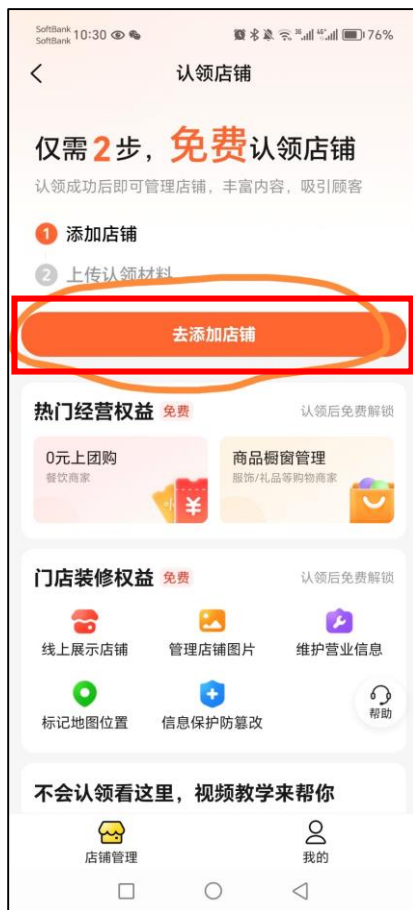 SoftBank
SoftBank 10:30 76%
认领店铺
仅需2步，免费认领店铺
认领成功后即可管理店铺，丰富内容，吸引顾客
1 添加店铺
2 上传认领材料
去添加店铺
热门经营权益 免费 认领后免费解锁
0元上团购 商品橱窗管理
餐饮商家 服饰/礼品等购物商家
门店装修权益 免费 认领后免费解锁
线上展示店铺 管理店铺图片 维护营业信息
标记地图位置 信息保护防篡改 帮助
不会认领看这里，视频教学来帮你
店铺管理 我的